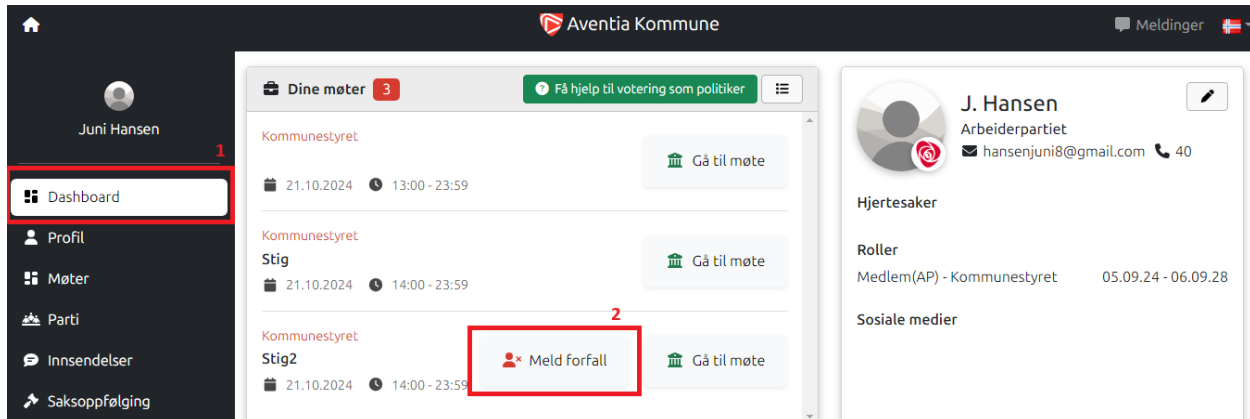 Aventia Kommune
Meldinger
Juni Hansen
1
Dashboard
Profil
Møter
Parti
Innsendelser
Saksoppfølging
Dine møter 3
Få hjelp til votering som politiker
Kommunestyret
Gå til møte
21.10.2024 13:00 - 23:59
Kommunestyret
Stig
Gå til møte
21.10.2024 14:00 - 23:59
2
Kommunestyret
Stig2
Meld forfall
Gå til møte
21.10.2024 14:00 - 23:59
J. Hansen
Arbeiderpartiet
hansenjuni8@gmail.com 40
Hjertesaker
Roller
Medlem(AP) - Kommunestyret 05.09.24 - 06.09.28
Sosiale medier